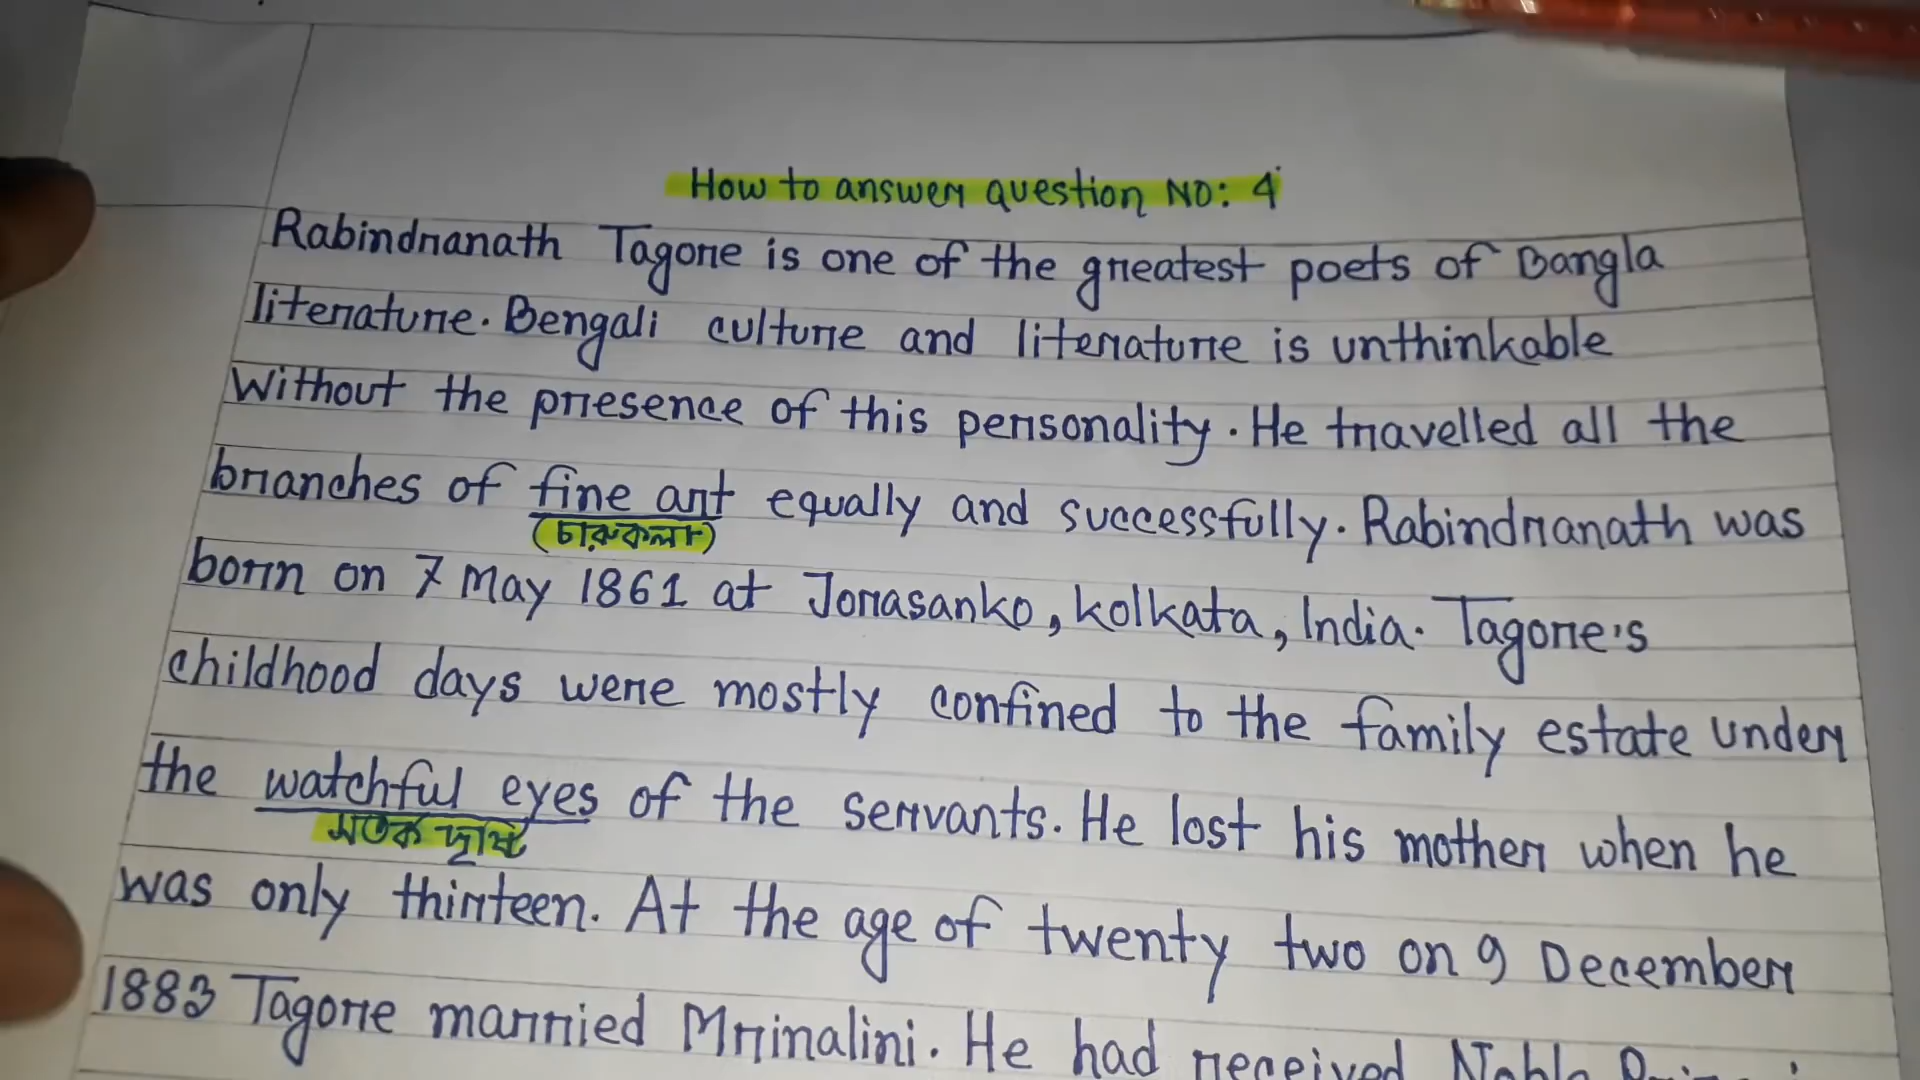 How to answer question NO: 4
Rabindranath Tagore is one of the greatest poets of Bangla
literature. Bengali culture and literature is unthinkable
Without the presence of this personality. He travelled all the
branches of fine art equally and successfully. Rabindranath was
(চারুকলা)
born on 7 May 1861 at Jorasanko, kolkata, India. Tagore's
childhood days were mostly confined to the family estate under
the watchful eyes of the servants. He lost his mother when he
সতর্ক দৃষ্টি
was only thirteen. At the age of twenty two on 9 December
1883 Tagore married Mrinalini. He had received